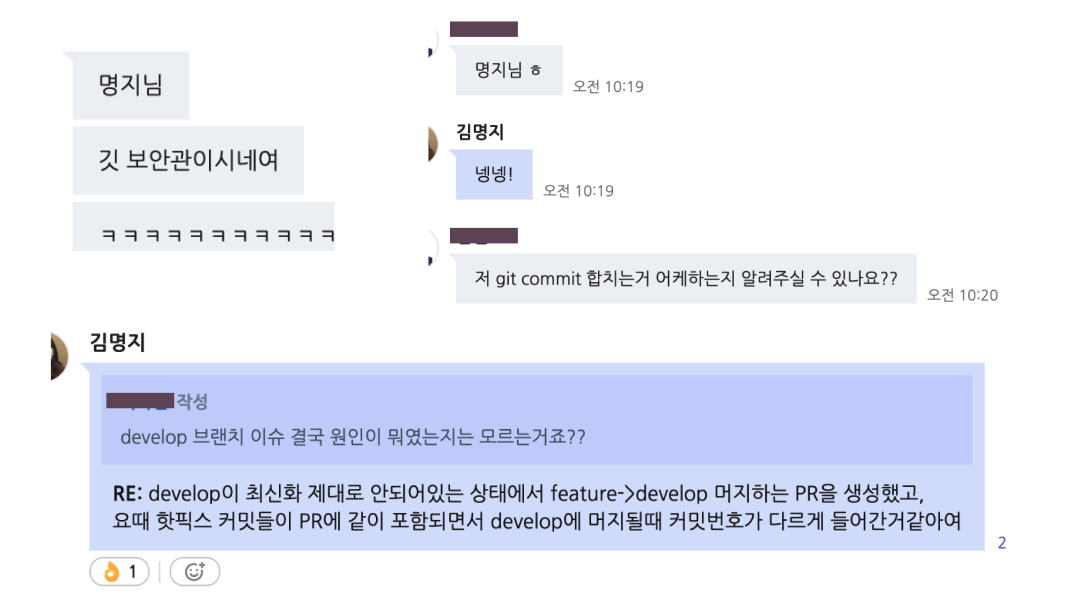 명지님
깃 보안관이시네여
ㅋㅋㅋㅋㅋㅋㅋㅋㅋㅋㅋ
명지님 ㅎ
오전 10:19
김명지
넹넹!
오전 10:19
저 git commit 합치는거 어케하는지 알려주실 수 있나요??
오전 10:20
김명지
작성
develop 브랜치 이슈 결국 원인이 뭐였는지는 모르는거죠??
RE: develop이 최신화 제대로 안되어있는 상태에서 feature->develop 머지하는 PR을 생성했고,
요때 핫픽스 커밋들이 PR에 같이 포함되면서 develop에 머지될때 커밋번호가 다르게 들어간거같아여
2
1